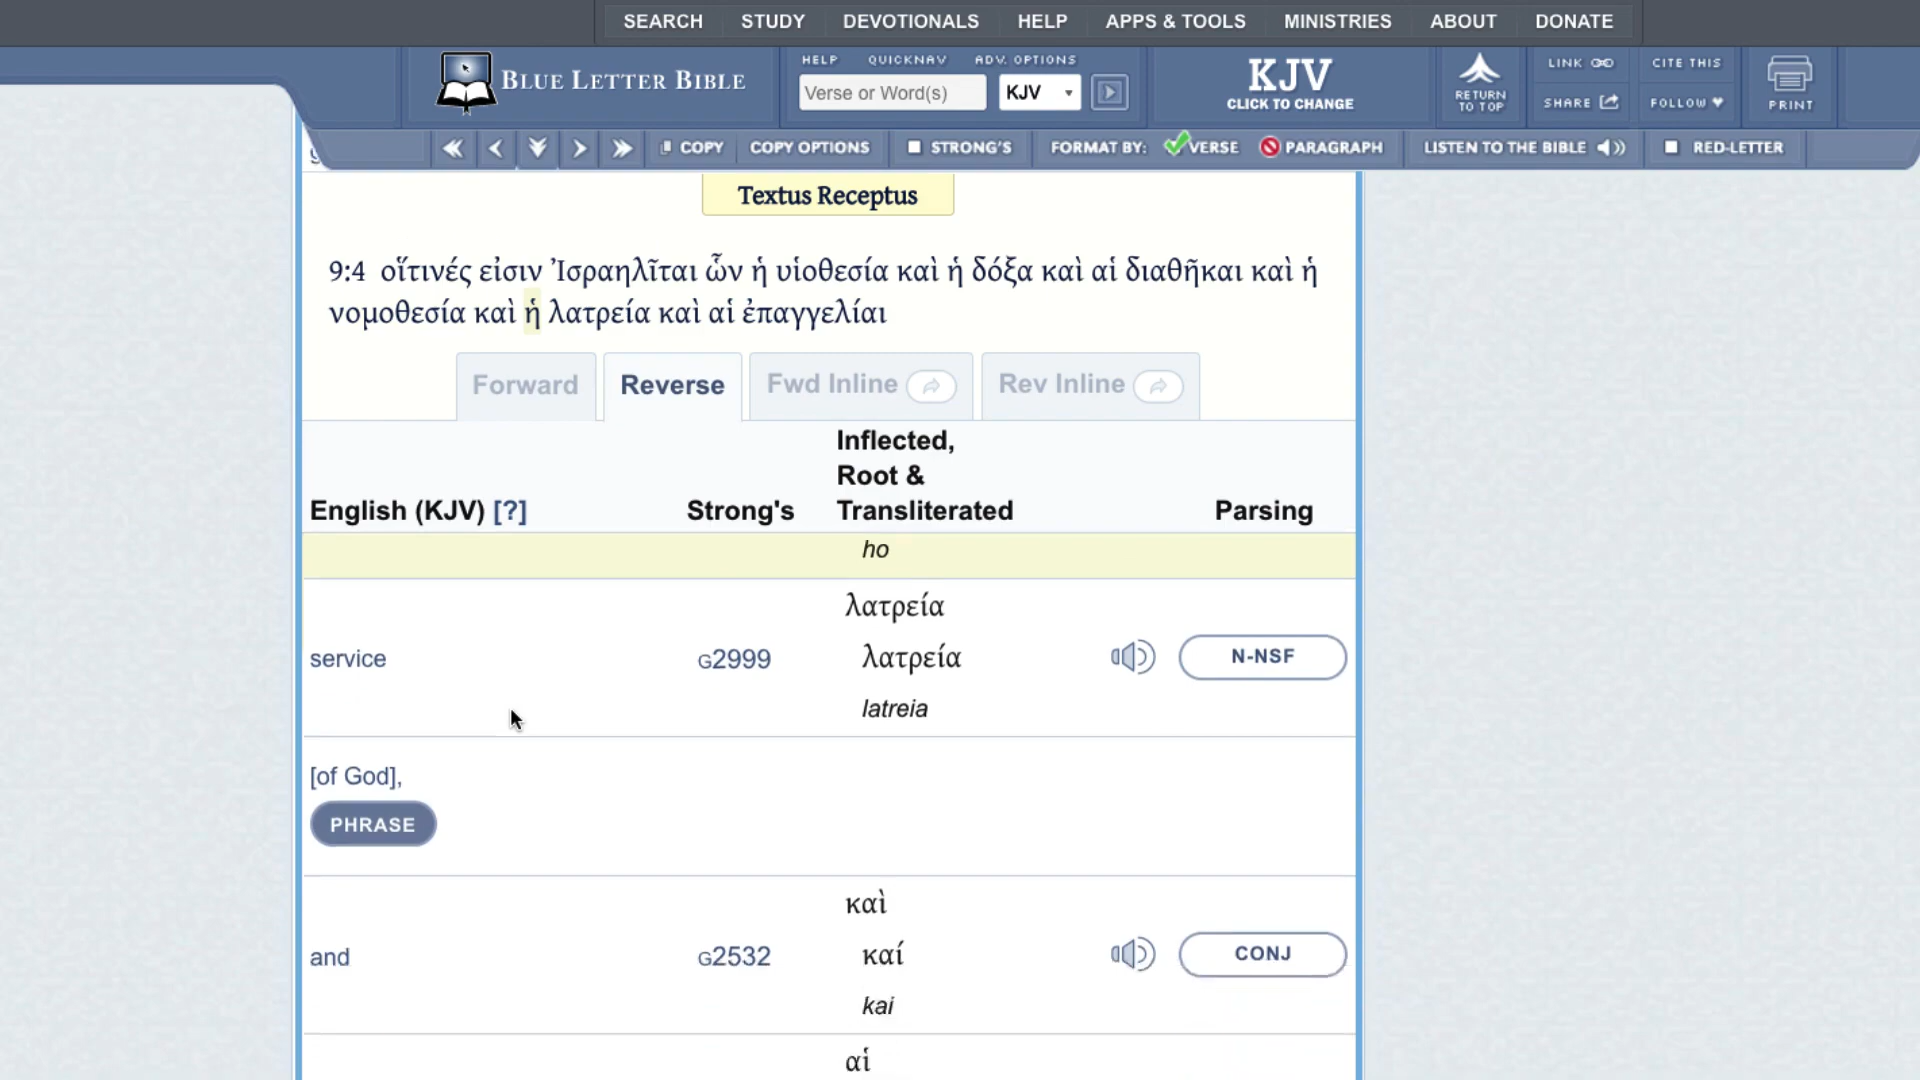 SEARCH STUDY DEVOTIONALS HELP APPS & TOOLS MINISTRIES ABOUT DONATE
BLUE LETTER BIBLE
HELP QUICKNAV ADV. OPTIONS
Verse or Word(s) KJV
KJV
CLICK TO CHANGE
RETURN
TO TOP
LINK
SHARE
CITE THIS
FOLLOW
PRINT
COPY COPY OPTIONS STRONG'S FORMAT BY: VERSE PARAGRAPH LISTEN TO THE BIBLE RED-LETTER
Textus Receptus
9:4 οἵτινές εἰσιν Ἰσραηλῖται ὧν ἡ υἱοθεσία καὶ ἡ δόξα καὶ αἱ διαθῆκαι καὶ ἡ
νομοθεσία καὶ ἡ λατρεία καὶ αἱ ἐπαγγελίαι
Forward Reverse Fwd Inline Rev Inline
English (KJV) [?]
Strong's
Inflected,
Root &
Transliterated
Parsing
ho
service
G2999
λατρεία
λατρεία
latreia
N-NSF
[of God],
PHRASE
and
G2532
καὶ
καί
kai
CONJ
αἱ